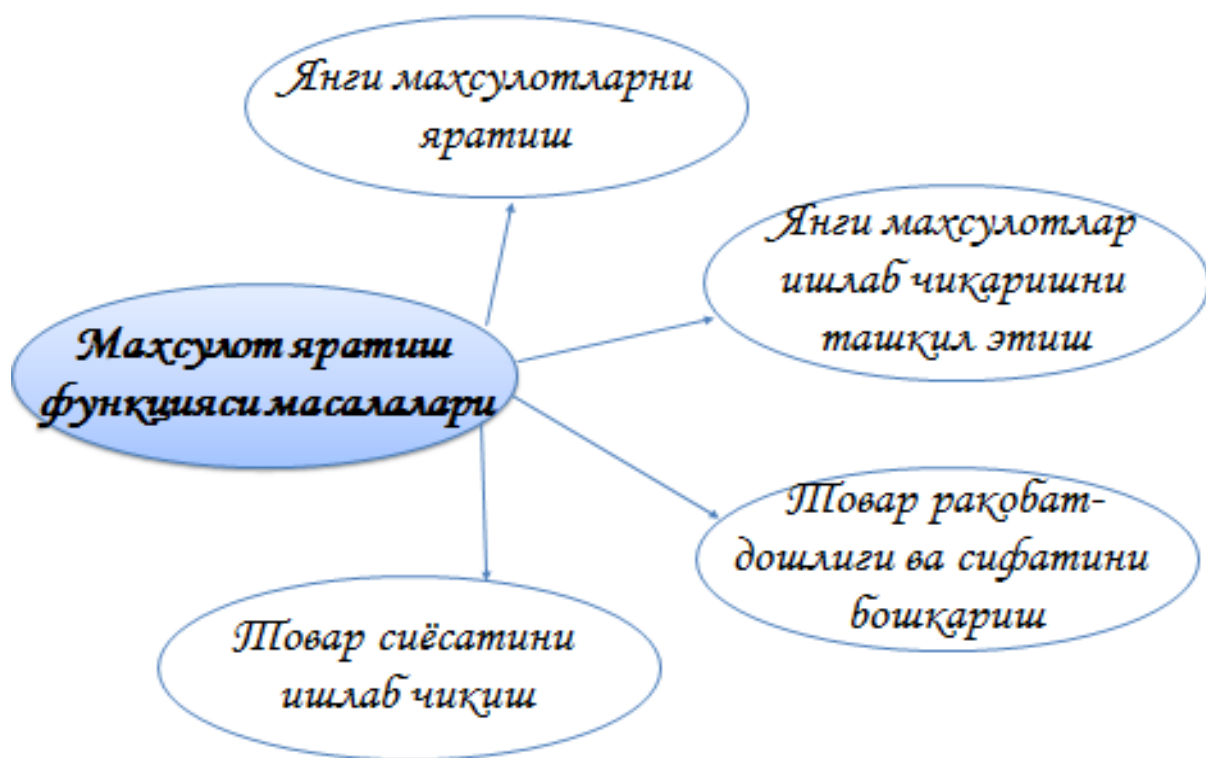 Янги махсулотларни
яратиш
Янги махсулотлар
ишлаб чикаришни
ташкил этиш
Махсулот яратиш
функцияси масалалари
Товар ракобат-
дошлиги ва сифатини
бошкариш
Товар сиёсатини
ишлаб чикиш